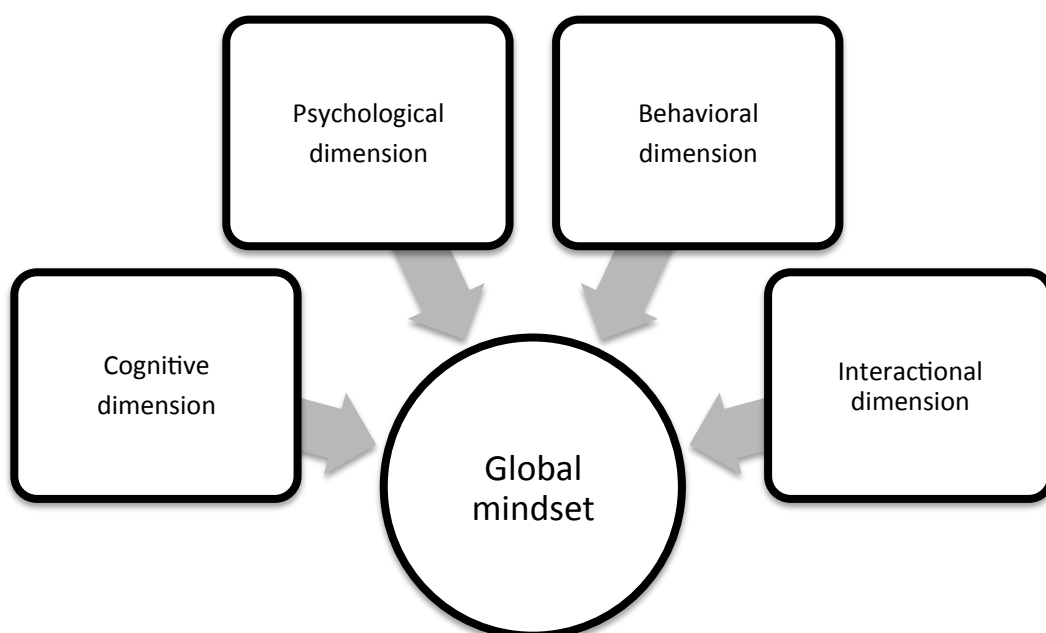 Psychological
dimension
Behavioral
dimension
Cognitive
dimension
Interactional
dimension
Global
mindset